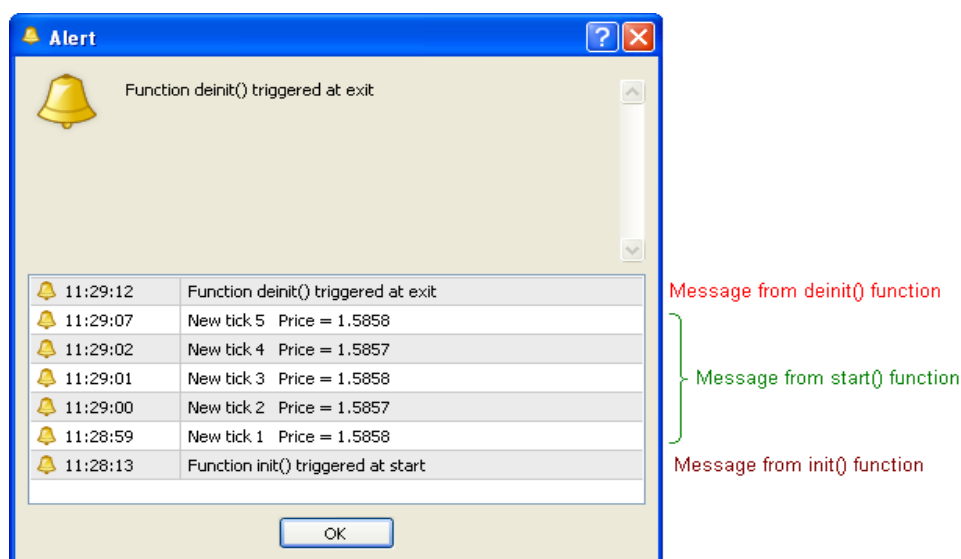 Alert
Function deinit() triggered at exit
11:29:12 Function deinit() triggered at exit Message from deinit() function
11:29:07 New tick 5 Price = 1.5858
11:29:02 New tick 4 Price = 1.5857
11:29:01 New tick 3 Price = 1.5858 Message from start() function
11:29:00 New tick 2 Price = 1.5857
11:28:59 New tick 1 Price = 1.5858
11:28:13 Function init() triggered at start Message from init() function
OK